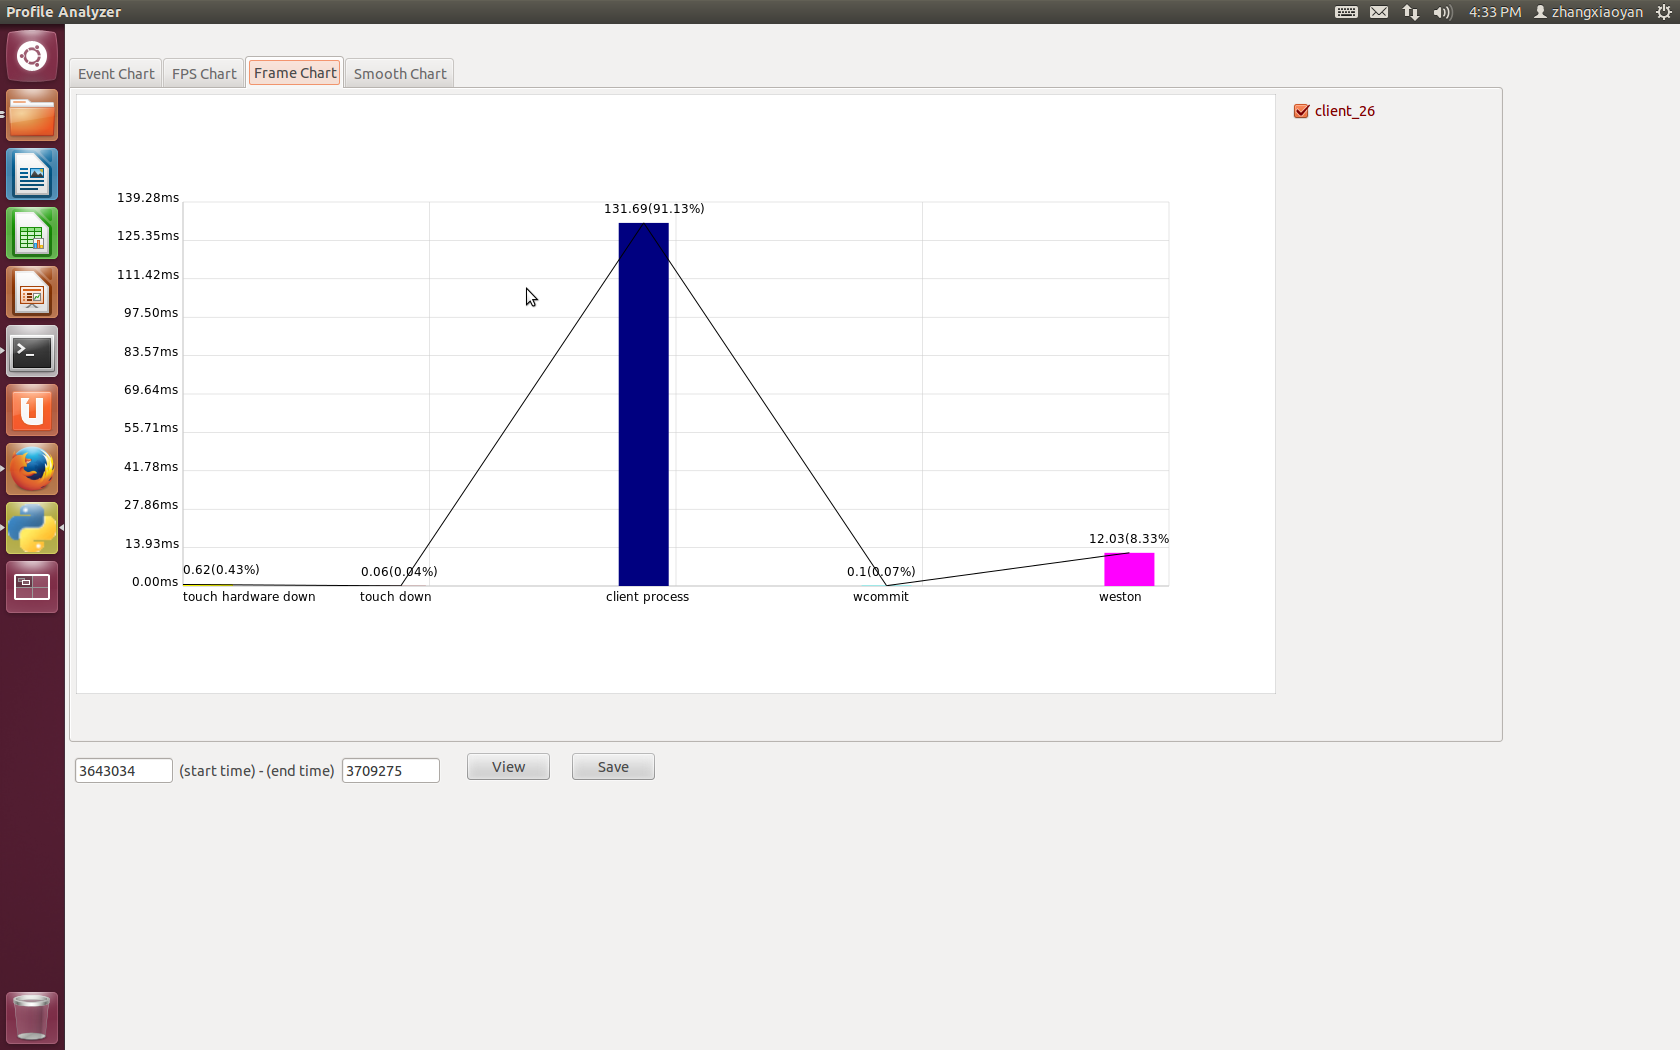 Profile Analyzer
4:33 PM zhangxiaoyan
Event Chart FPS Chart Frame Chart Smooth Chart
client_26
139.28ms
125.35ms
111.42ms
97.50ms
83.57ms
69.64ms
55.71ms
41.78ms
27.86ms
13.93ms
0.00ms
131.69(91.13%)
12.03(8.33%
0.62(0.43%) 0.06(0.04%) 0.1(0.07%)
touch hardware down touch down client process wcommit weston
3643034 (start time) - (end time) 3709275 View Save